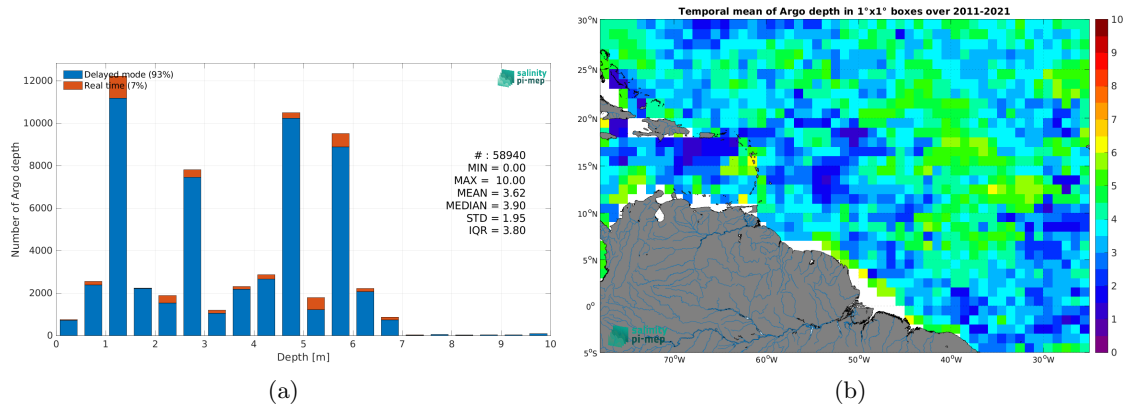 Delayed mode (93%)
Real time (7%)
salinity
pi-mep
# : 58940
MIN = 0.00
MAX = 10.00
MEAN = 3.62
MEDIAN = 3.90
STD = 1.95
IQR = 3.80
Number of Argo depth
12000
10000
8000
6000
4000
2000
0
0 1 2 3 4 5 6 7 8 9 10
Depth [m]
(a)
Temporal mean of Argo depth in 1°x1° boxes over 2011-2021
30°N
25°N
20°N
15°N
10°N
5°N
0°
5°S
70°W 60°W 50°W 40°W 30°W
salinity
pi-mep
10
9
8
7
6
5
4
3
2
1
0
(b)